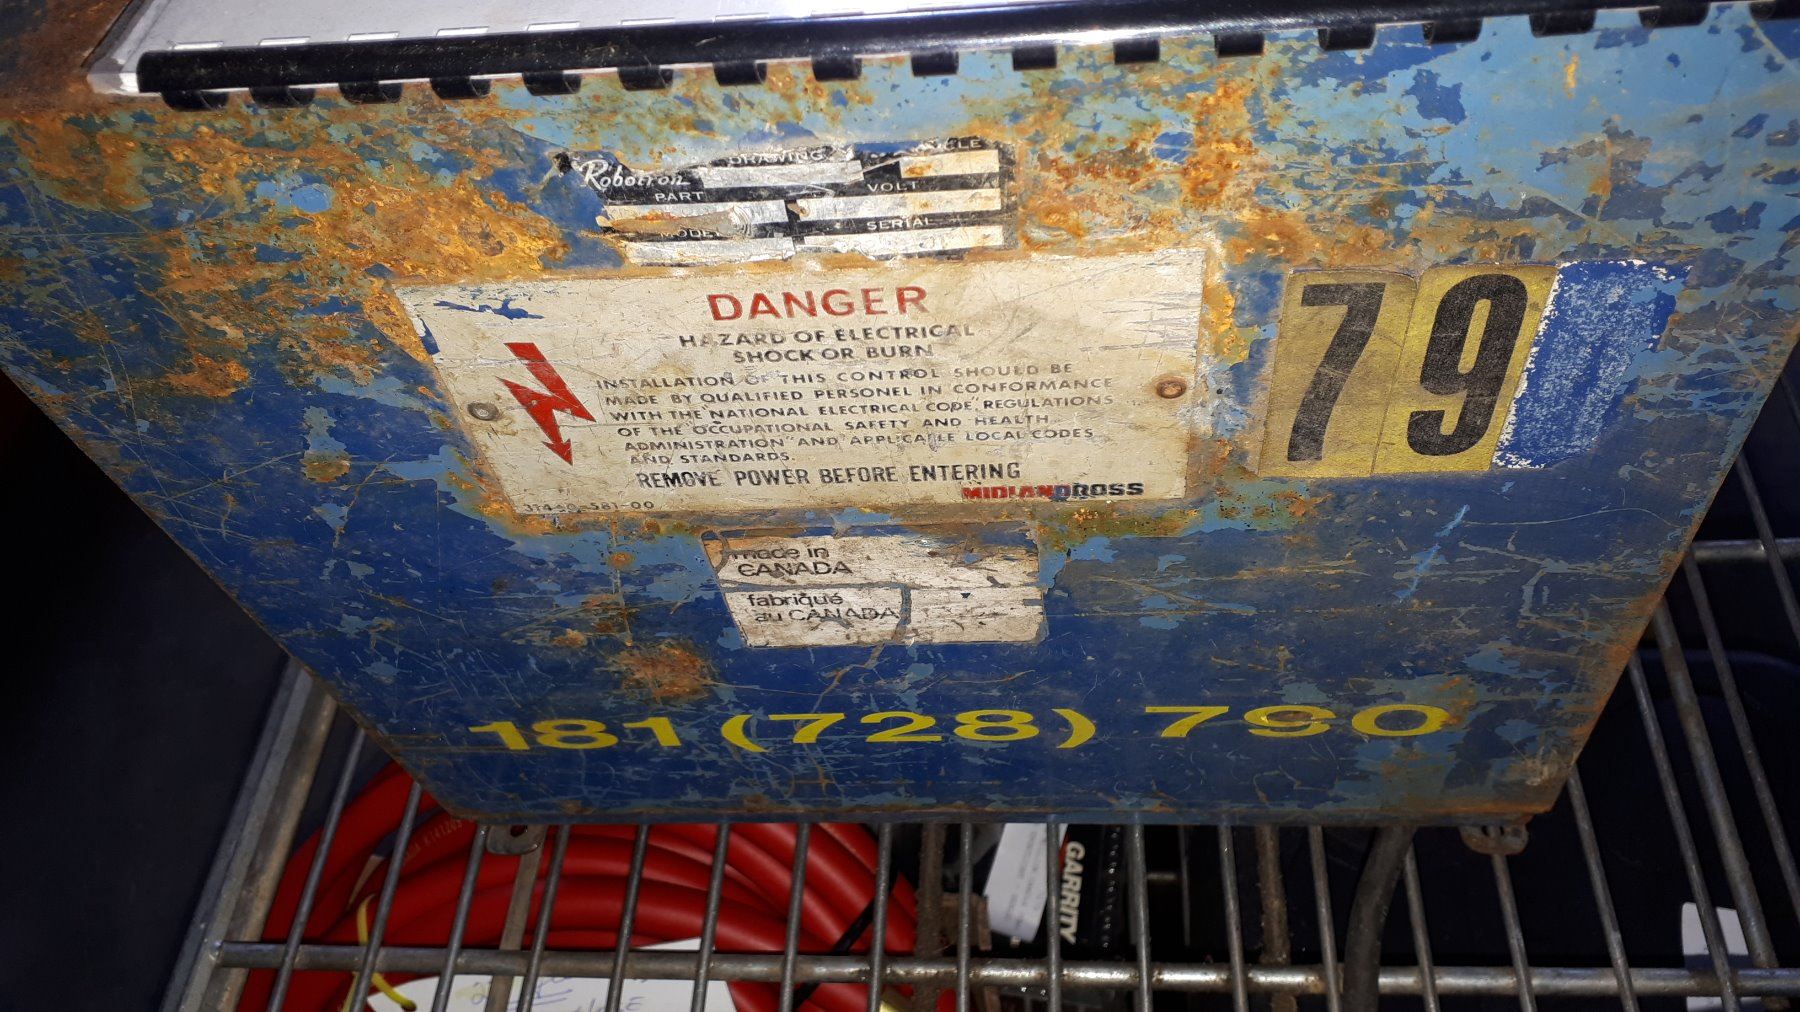 Robotron
DRAWING
PART
VOLT
MODEL
SERIAL
DANGER
HAZARD OF ELECTRICAL
SHOCK OR BURN
INSTALLATION OF THIS CONTROL SHOULD BE
MADE BY QUALIFIED PERSONEL IN CONFORMANCE
WITH THE "NATIONAL ELECTRICAL CODE, REGULATIONS
OF THE OCCUPATIONAL SAFETY AND HEALTH
ADMINISTRATION" AND APPLICABLE LOCAL CODES
AND STANDARDS.
REMOVE POWER BEFORE ENTERING
MIDLAND ROSS
79
made in
CANADA
fabriqué
au CANADA
181 (728) 790
GARRITY